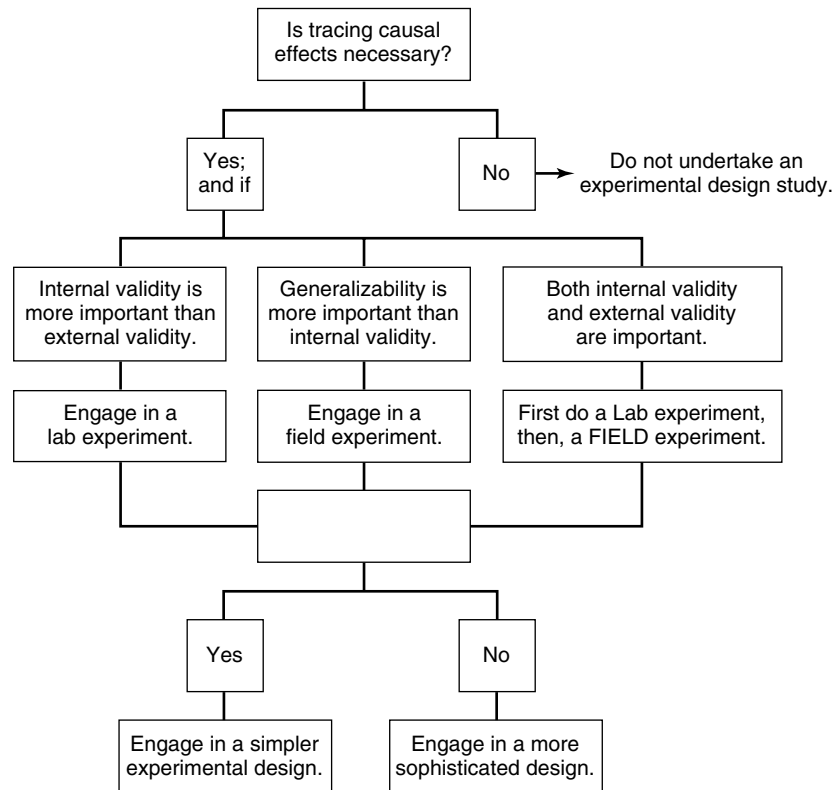 Is tracing causal
effects necessary?
Yes;
and if
No
Do not undertake an
experimental design study.
Internal validity is
more important than
external validity.
Generalizability is
more important than
internal validity.
Both internal validity
and external validity
are important.
Engage in a
lab experiment.
Engage in a
field experiment.
First do a Lab experiment,
then, a FIELD experiment.
Yes
No
Engage in a simpler
experimental design.
Engage in a more
sophisticated design.